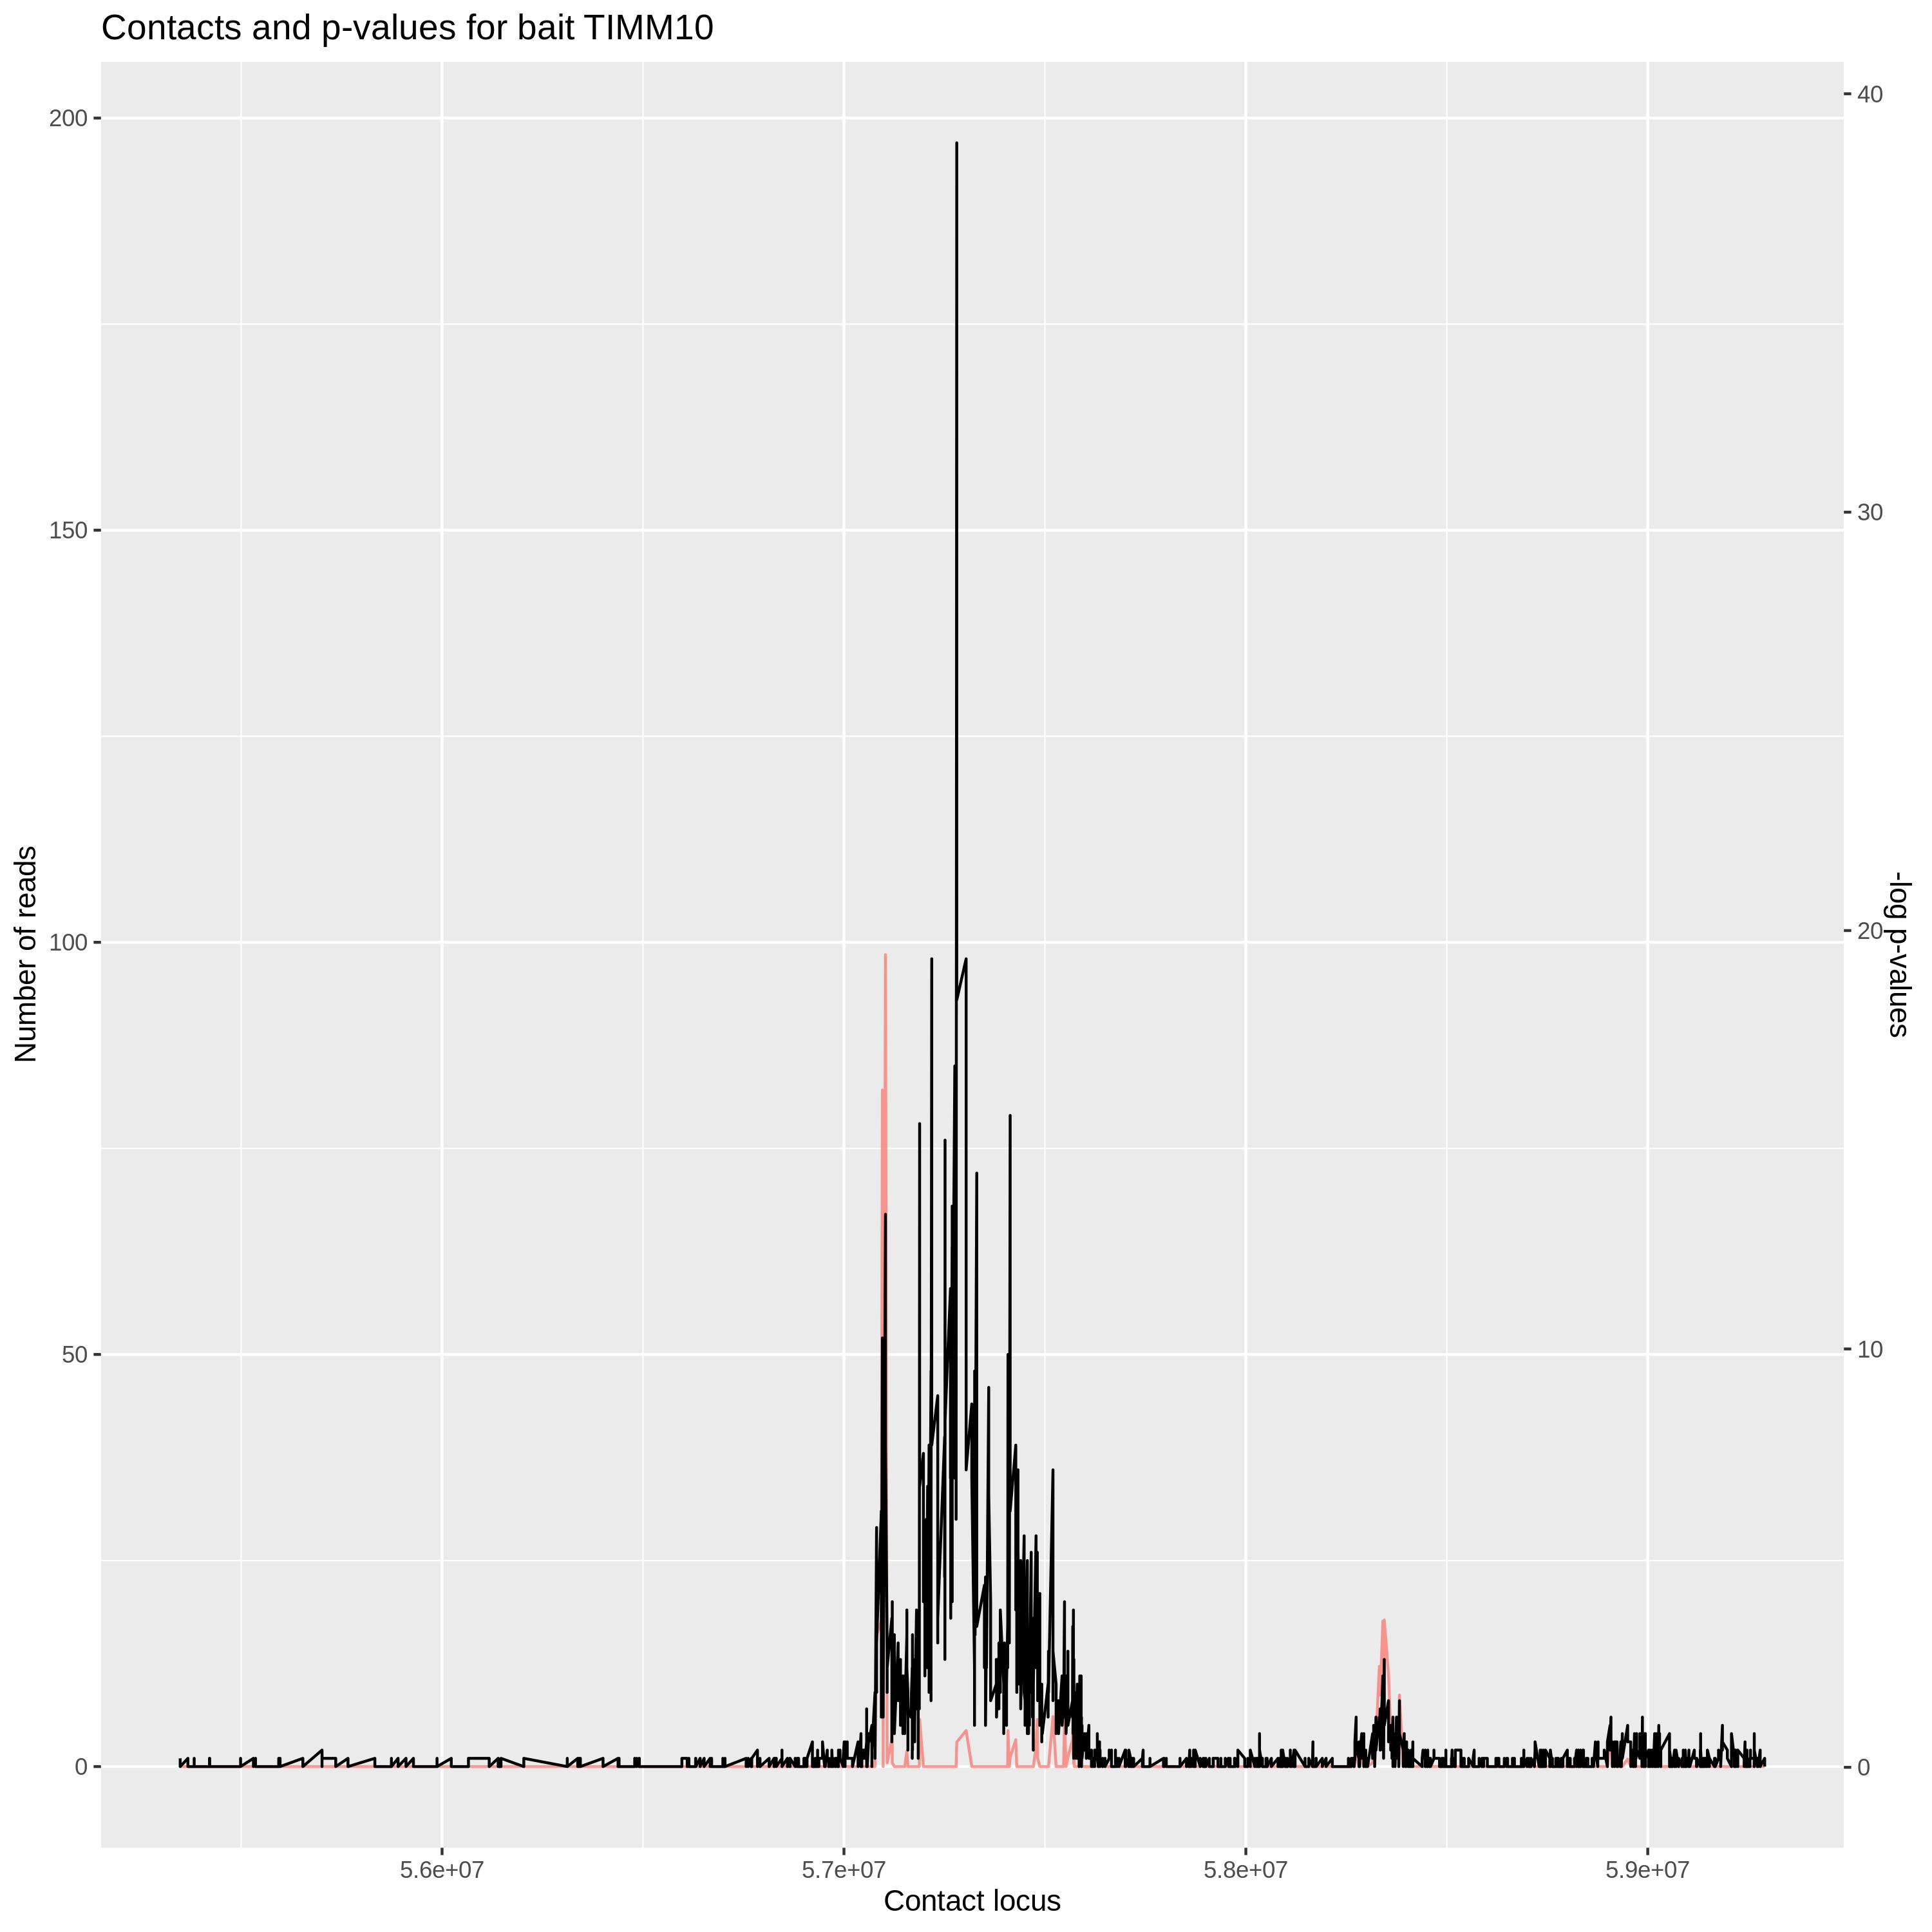 Contacts and p-values for bait TIMM10
200
150
100
50
0
Number of reads
40
30
20
10
0
-log p-values
5.6e+07
5.7e+07
5.8e+07
5.9e+07
Contact locus